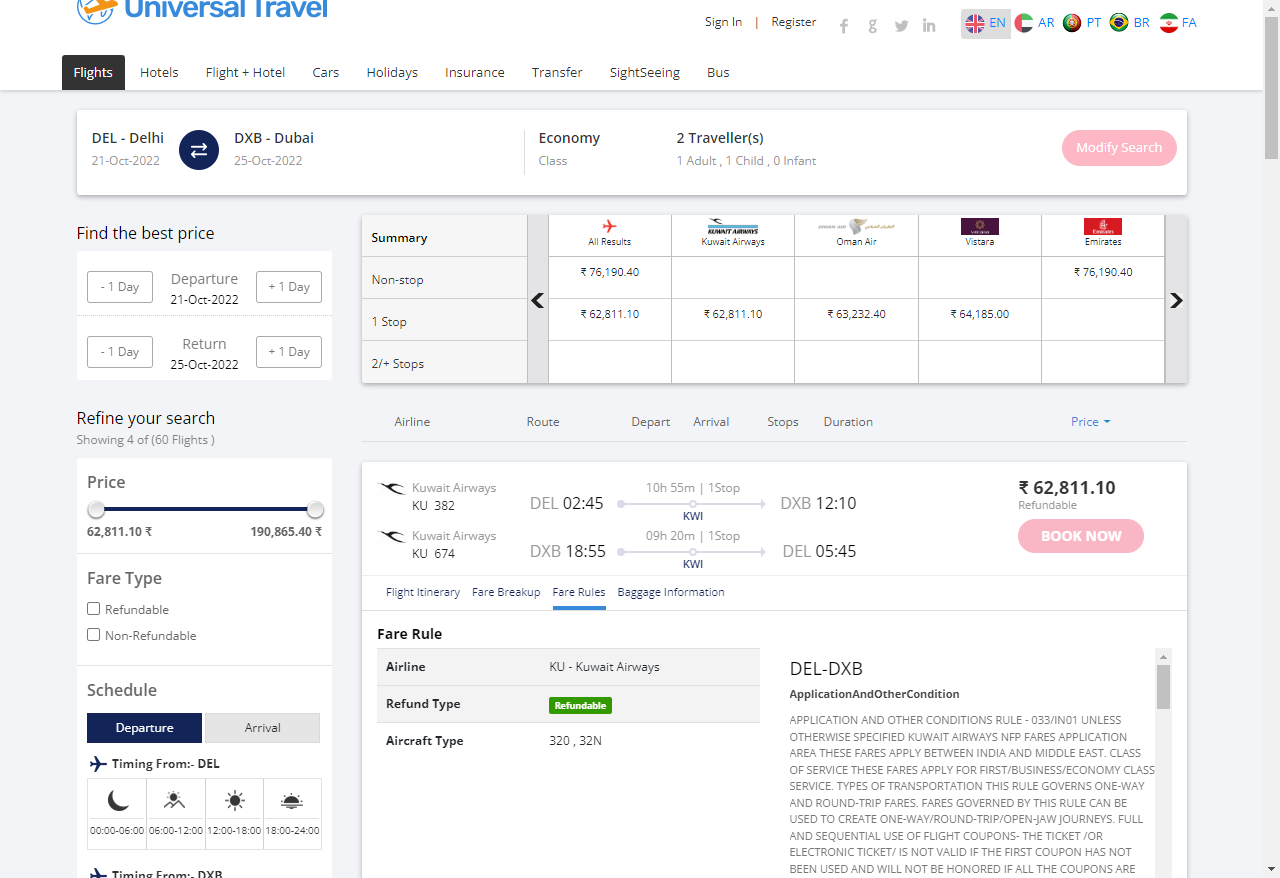 Universal Travel
Sign In | Register
EN AR PT BR FA
Flights Hotels Flight + Hotel Cars Holidays Insurance Transfer SightSeeing Bus
DEL - Delhi
21-Oct-2022
DXB - Dubai
25-Oct-2022
Economy
Class
2 Traveller(s)
1 Adult , 1 Child , 0 Infant
Modify Search
Find the best price
- 1 Day
Departure
21-Oct-2022
+ 1 Day
- 1 Day
Return
25-Oct-2022
+ 1 Day
Summary
All Results
KUWAIT AIRWAYS
Kuwait Airways
OMAN AIR
Oman Air
Vistara
Emirates
Non-stop ₹ 76,190.40 ₹ 76,190.40
1 Stop ₹ 62,811.10 ₹ 62,811.10 ₹ 63,232.40 ₹ 64,185.00
2/+ Stops
Refine your search
Showing 4 of (60 Flights )
Price
62,811.10 ₹ 190,865.40 ₹
Fare Type
Refundable
Non-Refundable
Schedule
Departure Arrival
Timing From:- DEL
00:00-06:00 06:00-12:00 12:00-18:00 18:00-24:00
Timing From:- DXB
Airline Route Depart Arrival Stops Duration Price
Kuwait Airways
KU 382
DEL 02:45
10h 55m | 1Stop
KWI
DXB 12:10
Kuwait Airways
KU 674
DXB 18:55
09h 20m | 1Stop
KWI
DEL 05:45
₹ 62,811.10
Refundable
BOOK NOW
Flight Itinerary Fare Breakup Fare Rules Baggage Information
Fare Rule
Airline KU - Kuwait Airways
Refund Type Refundable
Aircraft Type 320 , 32N
DEL-DXB
ApplicationAndOtherCondition
APPLICATION AND OTHER CONDITIONS RULE - 033/IN01 UNLESS
OTHERWISE SPECIFIED KUWAIT AIRWAYS NFP FARES APPLICATION
AREA THESE FARES APPLY BETWEEN INDIA AND MIDDLE EAST. CLASS
OF SERVICE THESE FARES APPLY FOR FIRST/BUSINESS/ECONOMY CLASS
SERVICE. TYPES OF TRANSPORTATION THIS RULE GOVERNS ONE-WAY
AND ROUND-TRIP FARES. FARES GOVERNED BY THIS RULE CAN BE
USED TO CREATE ONE-WAY/ROUND-TRIP/OPEN-JAW JOURNEYS. FULL
AND SEQUENTIAL USE OF FLIGHT COUPONS- THE TICKET /OR
ELECTRONIC TICKET/ IS NOT VALID IF THE FIRST COUPON HAS NOT
BEEN USED AND WILL NOT BE HONORED IF ALL THE COUPONS ARE